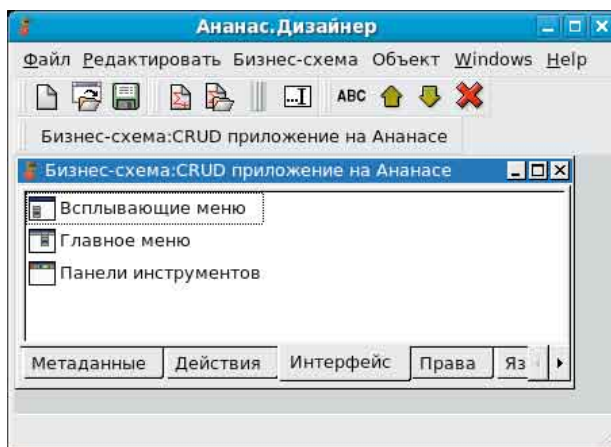 Ананас.Дизайнер
Файл Редактировать Бизнес-схема Объект Windows Help
ABC
Бизнес-схема:CRUD приложение на Ананасе
Бизнес-схема:CRUD приложение на Ананасе
Всплывающие меню
Главное меню
Панели инструментов
Метаданные Действия Интерфейс Права Яз